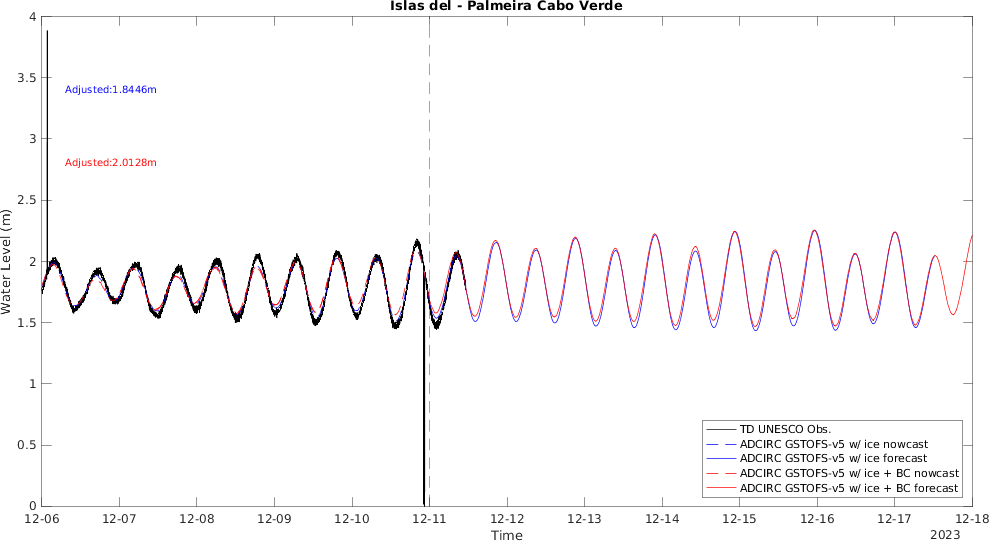 Islas del - Palmeira Cabo Verde
4
3.5
3
2.5
2
1.5
1
0.5
0
Water Level (m)
Adjusted:1.8446m
Adjusted:2.0128m
TD UNESCO Obs.
ADCIRC GSTOFS-v5 w/ ice nowcast
ADCIRC GSTOFS-v5 w/ ice forecast
ADCIRC GSTOFS-v5 w/ ice + BC nowcast
ADCIRC GSTOFS-v5 w/ ice + BC forecast
12-06 12-07 12-08 12-09 12-10 12-11 12-12 12-13 12-14 12-15 12-16 12-17 12-18
Time
2023